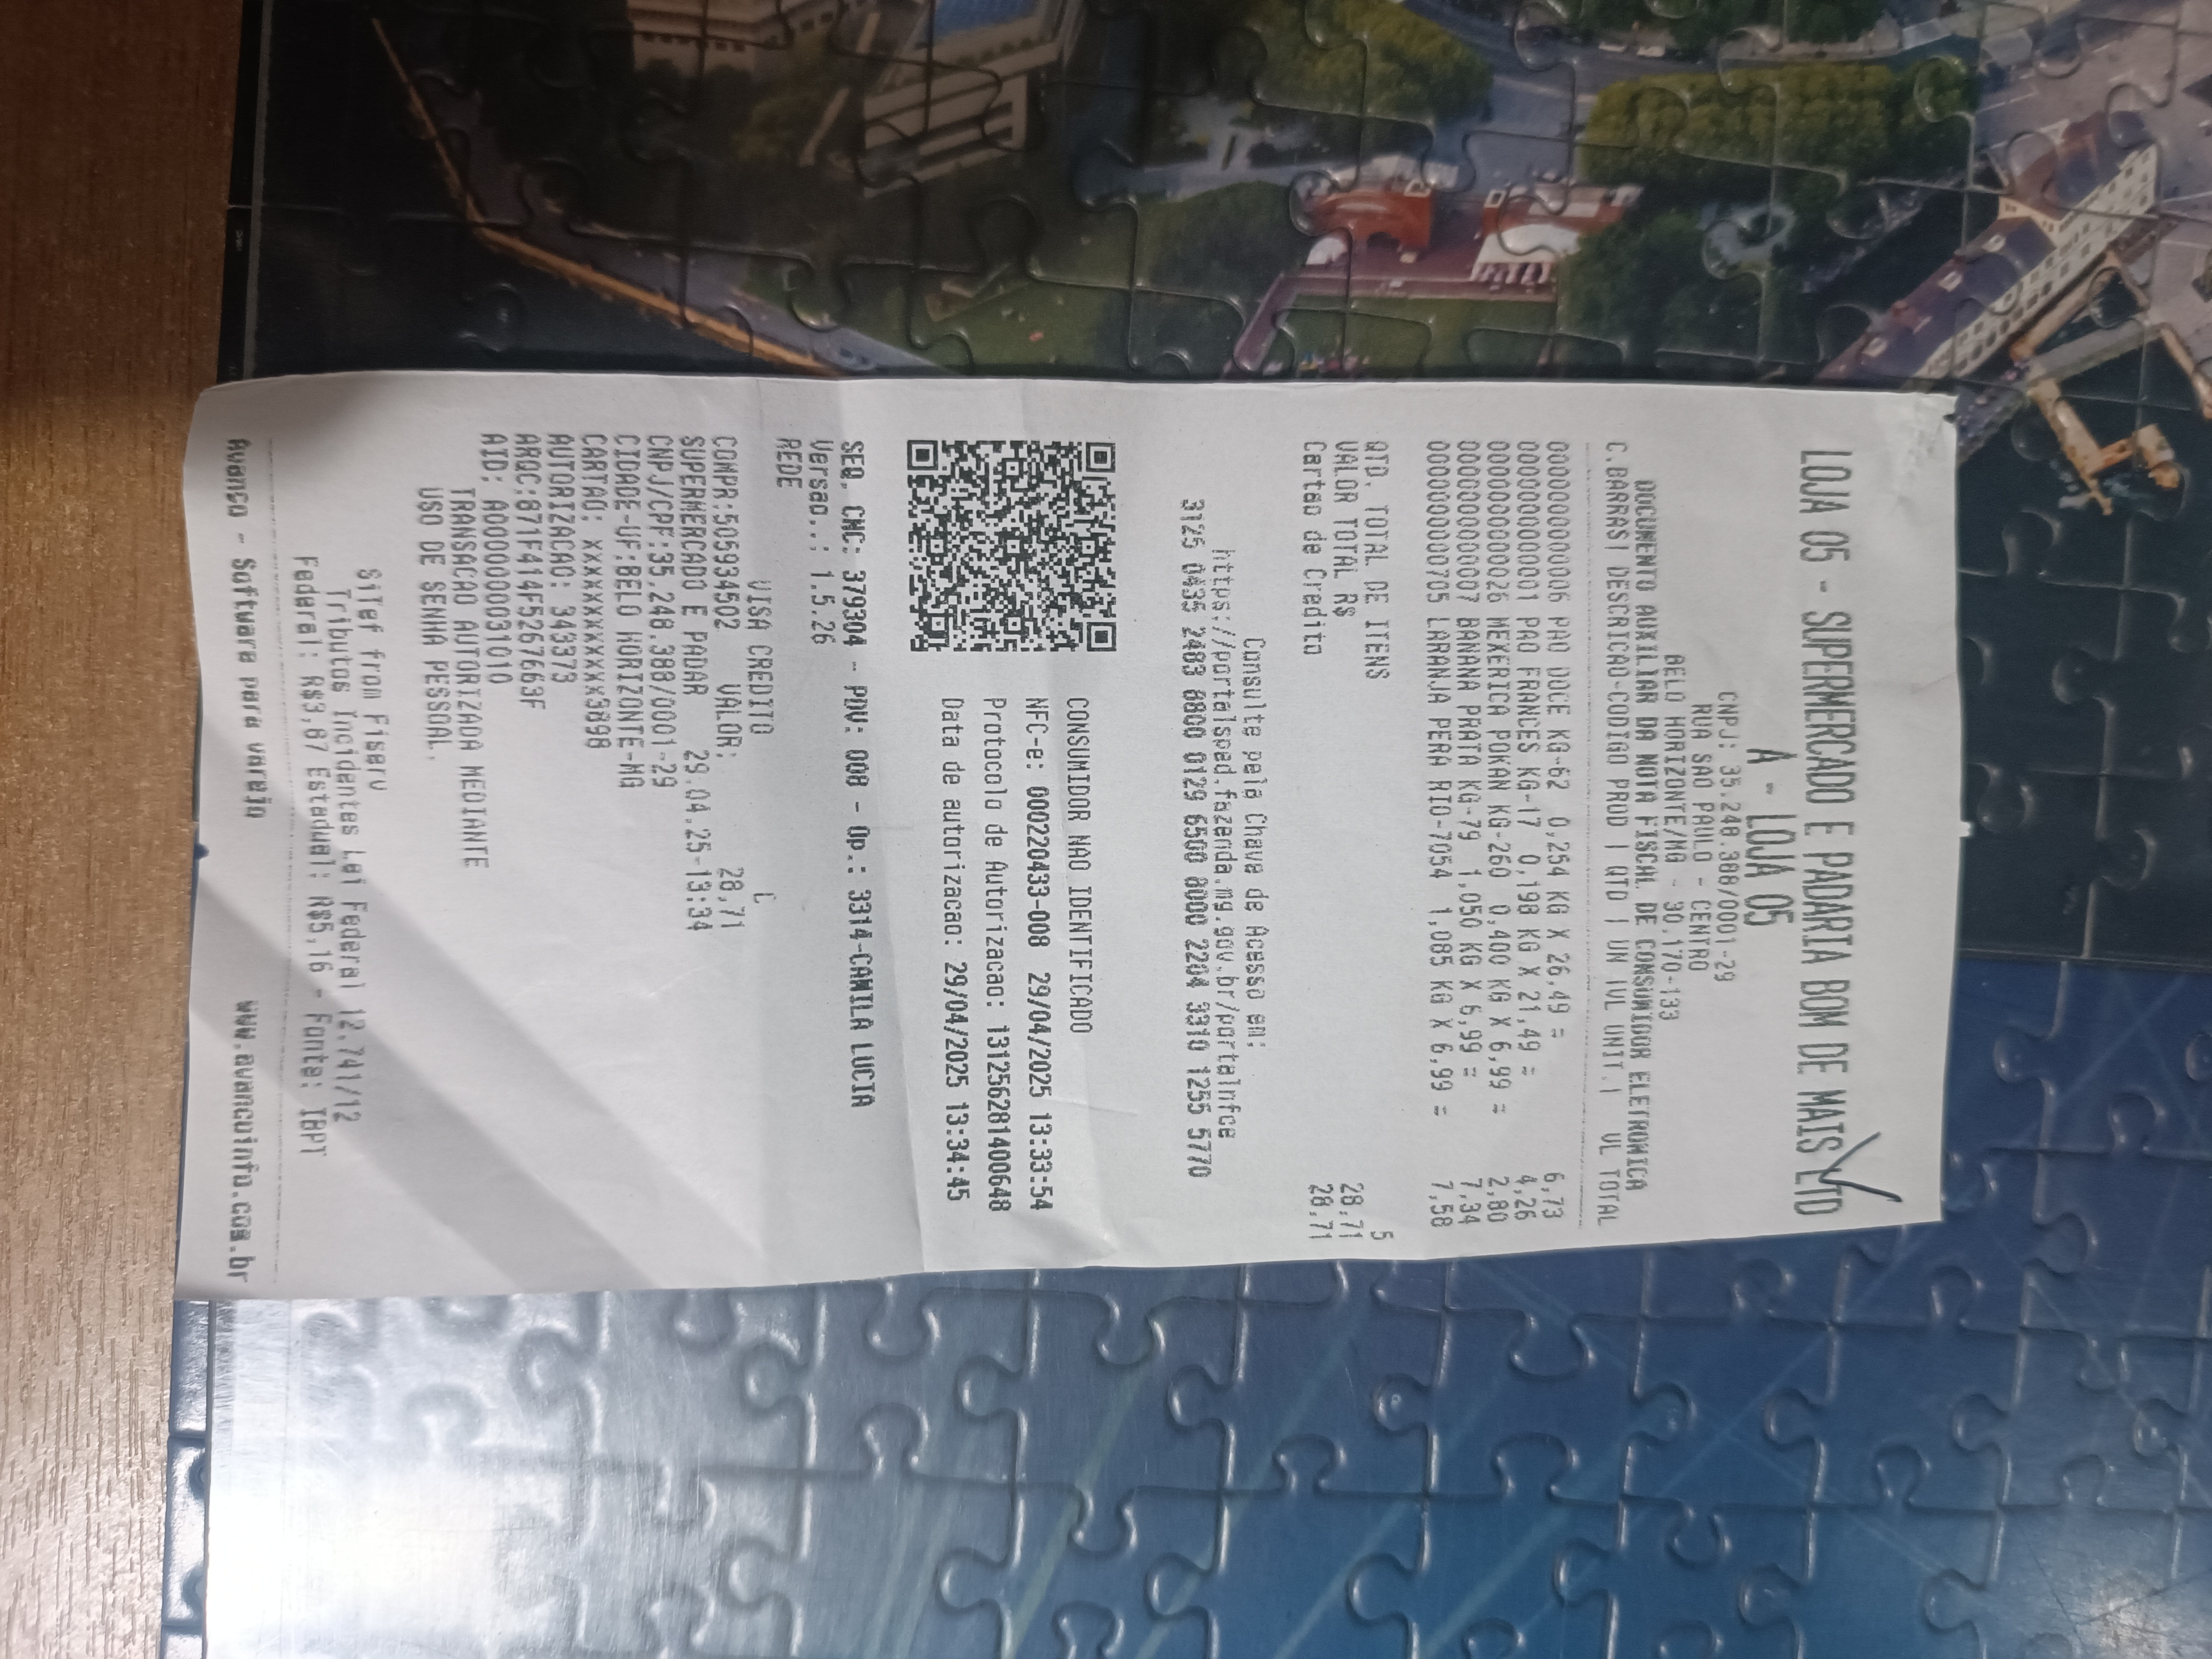 LOJA 05 - SUPERMERCADO E PADARIA BOM DE MAIS LTD
A - LOJA 05
CNPJ: 35.248.388/0001-29
RUA SAO PAULO - CENTRO
BELO HORIZONTE/MG - 30.170-133
DOCUMENTO AUXILIAR DA NOTA FISCAL DE CONSUMIDOR ELETRONICA
C.BARRAS| DESCRICAO-CODIGO PROD | QTD | UN |VL UNIT.| VL TOTAL
0000000000006 PAO DOCE KG-62 0,254 KG X 26,49 = 6,73
0000000000001 PAO FRANCES KG-17 0,198 KG X 21,49 = 4,26
0000000000026 MEXERICA POKAN KG-260 0,400 KG X 6,99 = 2,80
0000000000007 BANANA PRATA KG-79 1,050 KG X 6,99 = 7,34
0000000000705 LARANJA PERA RIO-7054 1,085 KG X 6,99 = 7,58
QTD. TOTAL DE ITENS 5
VALOR TOTAL R$ 28,71
Cartao de Credito 28,71
Consulte pela Chave de Acesso em:
https://portalsped.fazenda.mg.gov.br/portalnfce
3125 0435 2483 8800 0129 6500 8000 2204 3310 1255 5770
CONSUMIDOR NAO IDENTIFICADO
NFC-e: 000220433-008 29/04/2025 13:33:54
Protocolo de Autorizacao: 131256281400648
Data de autorizacao: 29/04/2025 13:34:45
SEQ. CNC: 379304 - PDV: 008 - Op.: 3314-CAMILA LUCIA
Versao..: 1.5.26
REDE
VISA CREDITO C
COMPR:505934502 VALOR: 28,71
SUPERMERCADO E PADAR 29.04.25-13:34
CNPJ/CPF:35.248.388/0001-29
CIDADE-UF:BELO HORIZONTE-MG
CARTAO: XXXXXXXXXXXX3898
AUTORIZACAO: 343373
ARQC:871F414F5267663F
AID: A0000000031010
TRANSACAO AUTORIZADA MEDIANTE
USO DE SENHA PESSOAL.
SiTef from Fiserv
Tributos Incidentes Lei Federal 12.741/12
Federal: R$3,87 Estadual: R$5,16 - Fonte: IBPT
Avanco - Software para varejo www.avancoinfo.com.br